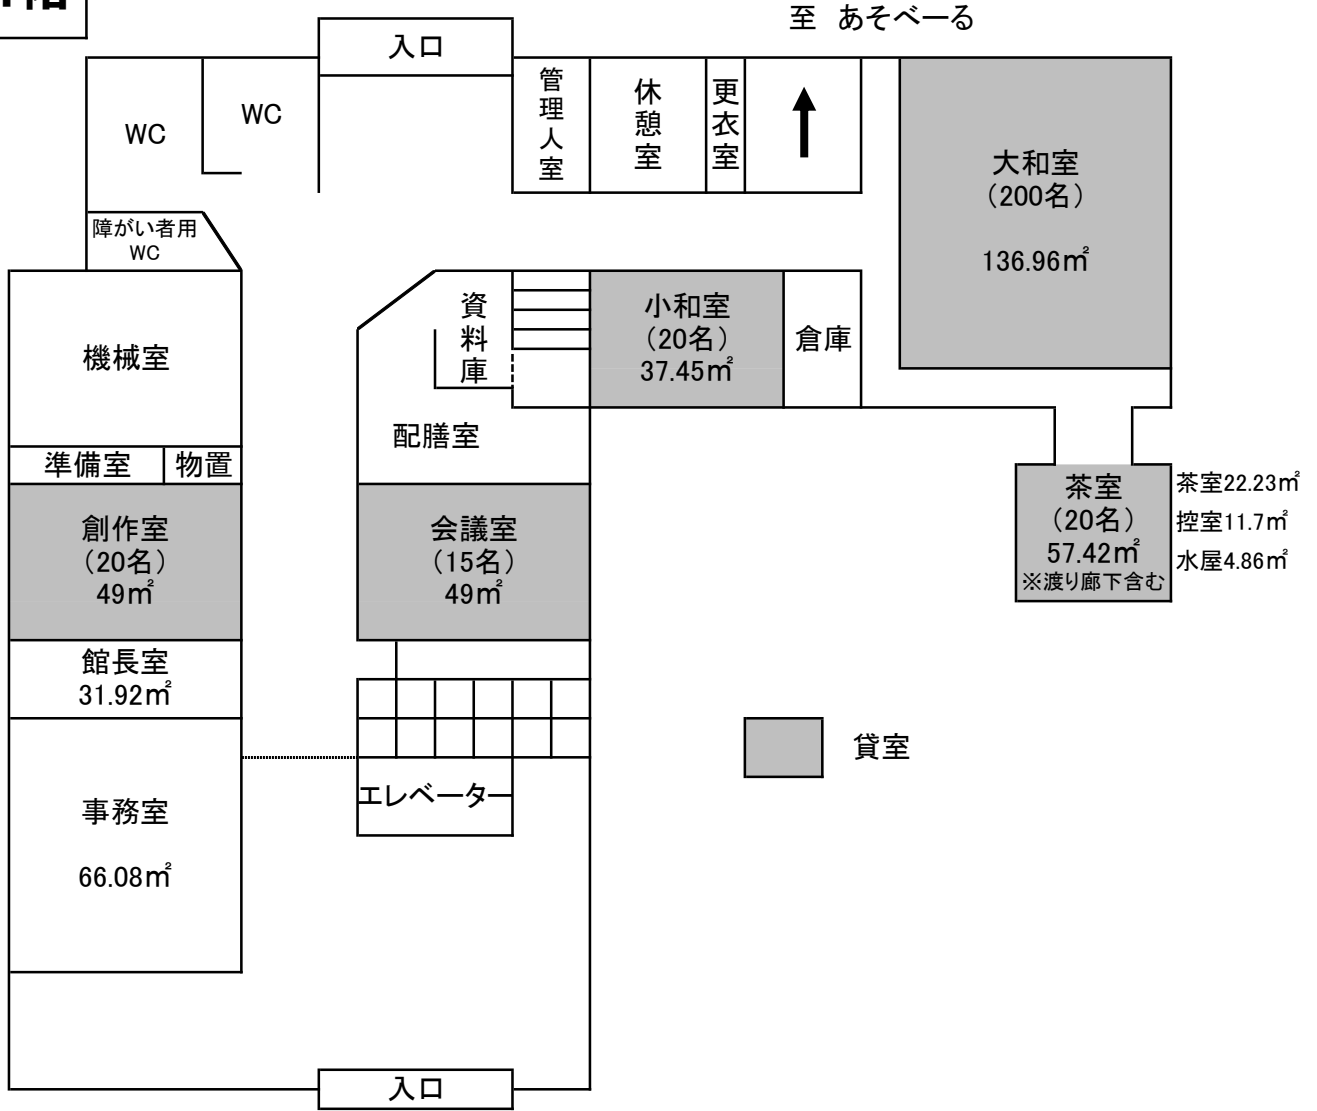 至　あそべーる
入口
管理人室
休憩室
更衣室
WC
WC
大和室
（200名）
136.96㎡
障がい者用
WC
資料庫
小和室
（20名）
37.45㎡
倉庫
機械室
配膳室
準備室
物置
創作室
（20名）
49㎡
会議室
（15名）
49㎡
茶室
（20名）
57.42㎡
※渡り廊下含む
茶室22.23㎡
控室11.7㎡
水屋4.86㎡
館長室
31.92㎡
貸室
エレベーター
事務室
66.08㎡
入口